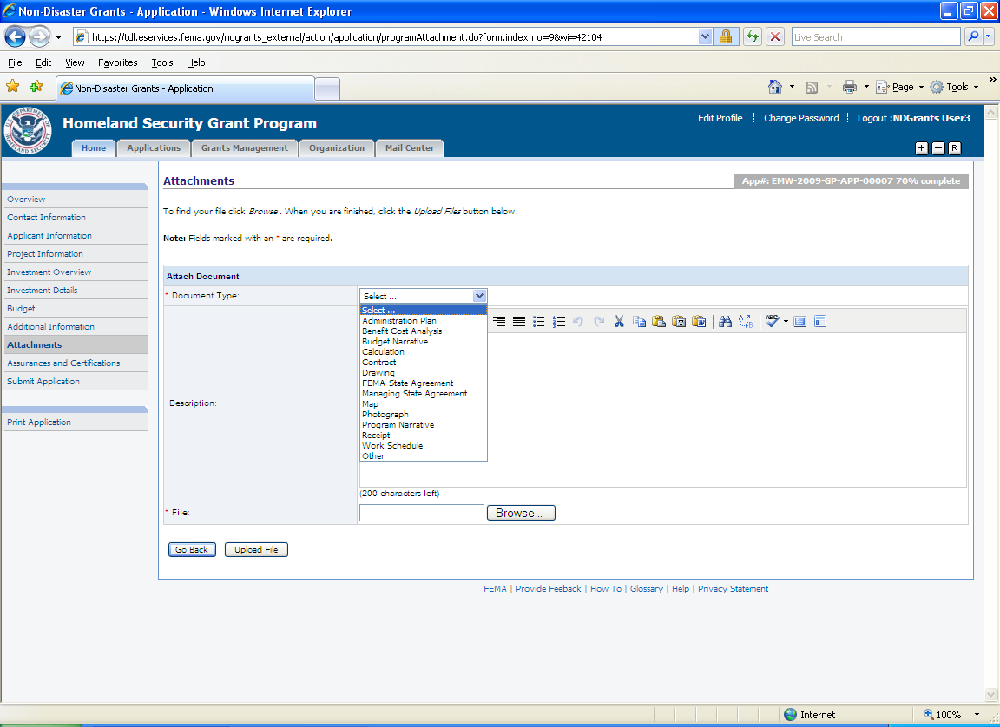 Non-Disaster Grants - Application - Windows Internet Explorer
https://tdl.eservices.fema.gov/ndgrants_external/action/application/programAttachment.do?form.index.no=9&wi=42104
Live Search
File Edit View Favorites Tools Help
Non-Disaster Grants - Application
Page Tools »
Homeland Security Grant Program
Edit Profile Change Password Logout :NDGrants User3
Home Applications Grants Management Organization Mail Center
+ − R
Overview
Contact Information
Applicant Information
Project Information
Investment Overview
Investment Details
Budget
Additional Information
Attachments
Assurances and Certifications
Submit Application
Print Application
Attachments
App#: EMW-2009-GP-APP-00007 70% complete
To find your file click Browse . When you are finished, click the Upload Files button below.
Note: Fields marked with an * are required.
Attach Document
* Document Type:
Select ...
Select ...
Administration Plan
Benefit Cost Analysis
Budget Narrative
Calculation
Contract
Drawing
FEMA-State Agreement
Managing State Agreement
Map
Photograph
Program Narrative
Receipt
Work Schedule
Other
Description:
(200 characters left)
* File:
Browse...
Go Back Upload File
FEMA | Provide Feeback | How To | Glossary | Help | Privacy Statement
Internet
100%